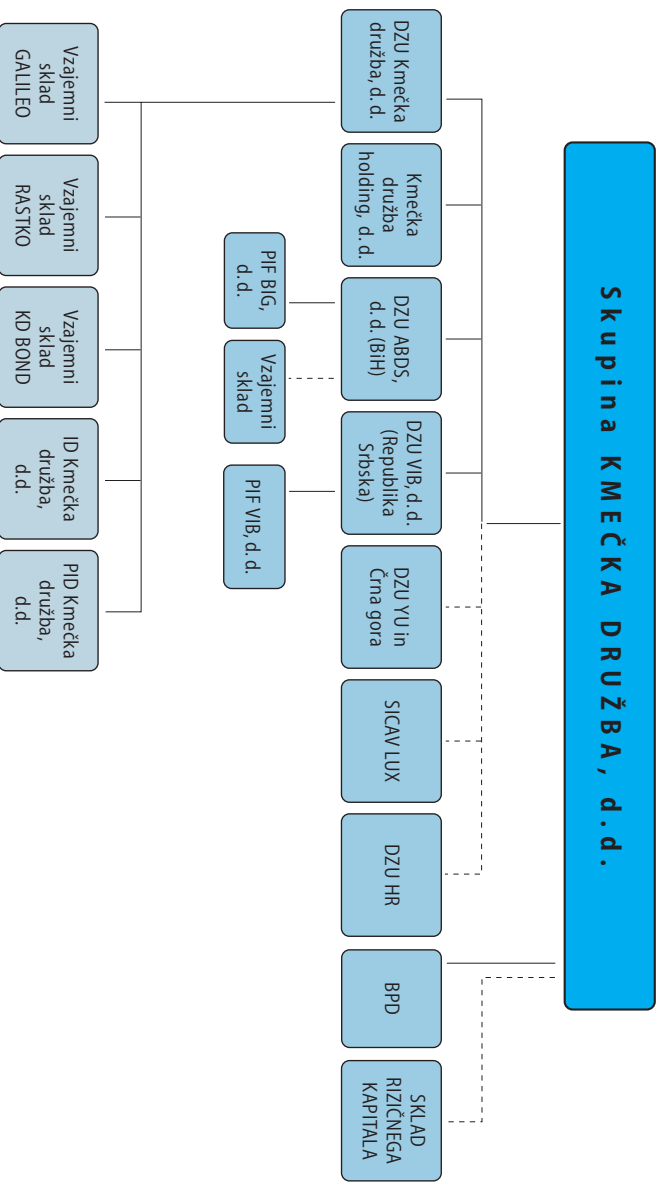 Skupina KMEČKA DRUŽBA, d.d.
DZU Kmečka
družba, d. d.
Kmečka
družba
holding, d. d.
DZU ABDS,
d. d. (BiH)
DZU VIB, d. d.
(Republika
Srbska)
DZU YU in
Črna gora
SICAV LUX
DZU HR
BPD
SKLAD
RIZIČNEGA
KAPITALA
PIF BIG,
d.d.
Vzajemni
sklad
PIF VIB, d. d.
Vzajemni
sklad
GALILEO
Vzajemni
sklad
RASTKO
Vzajemni
sklad
KD BOND
ID Kmečka
družba,
d.d.
PID Kmečka
družba,
d.d.